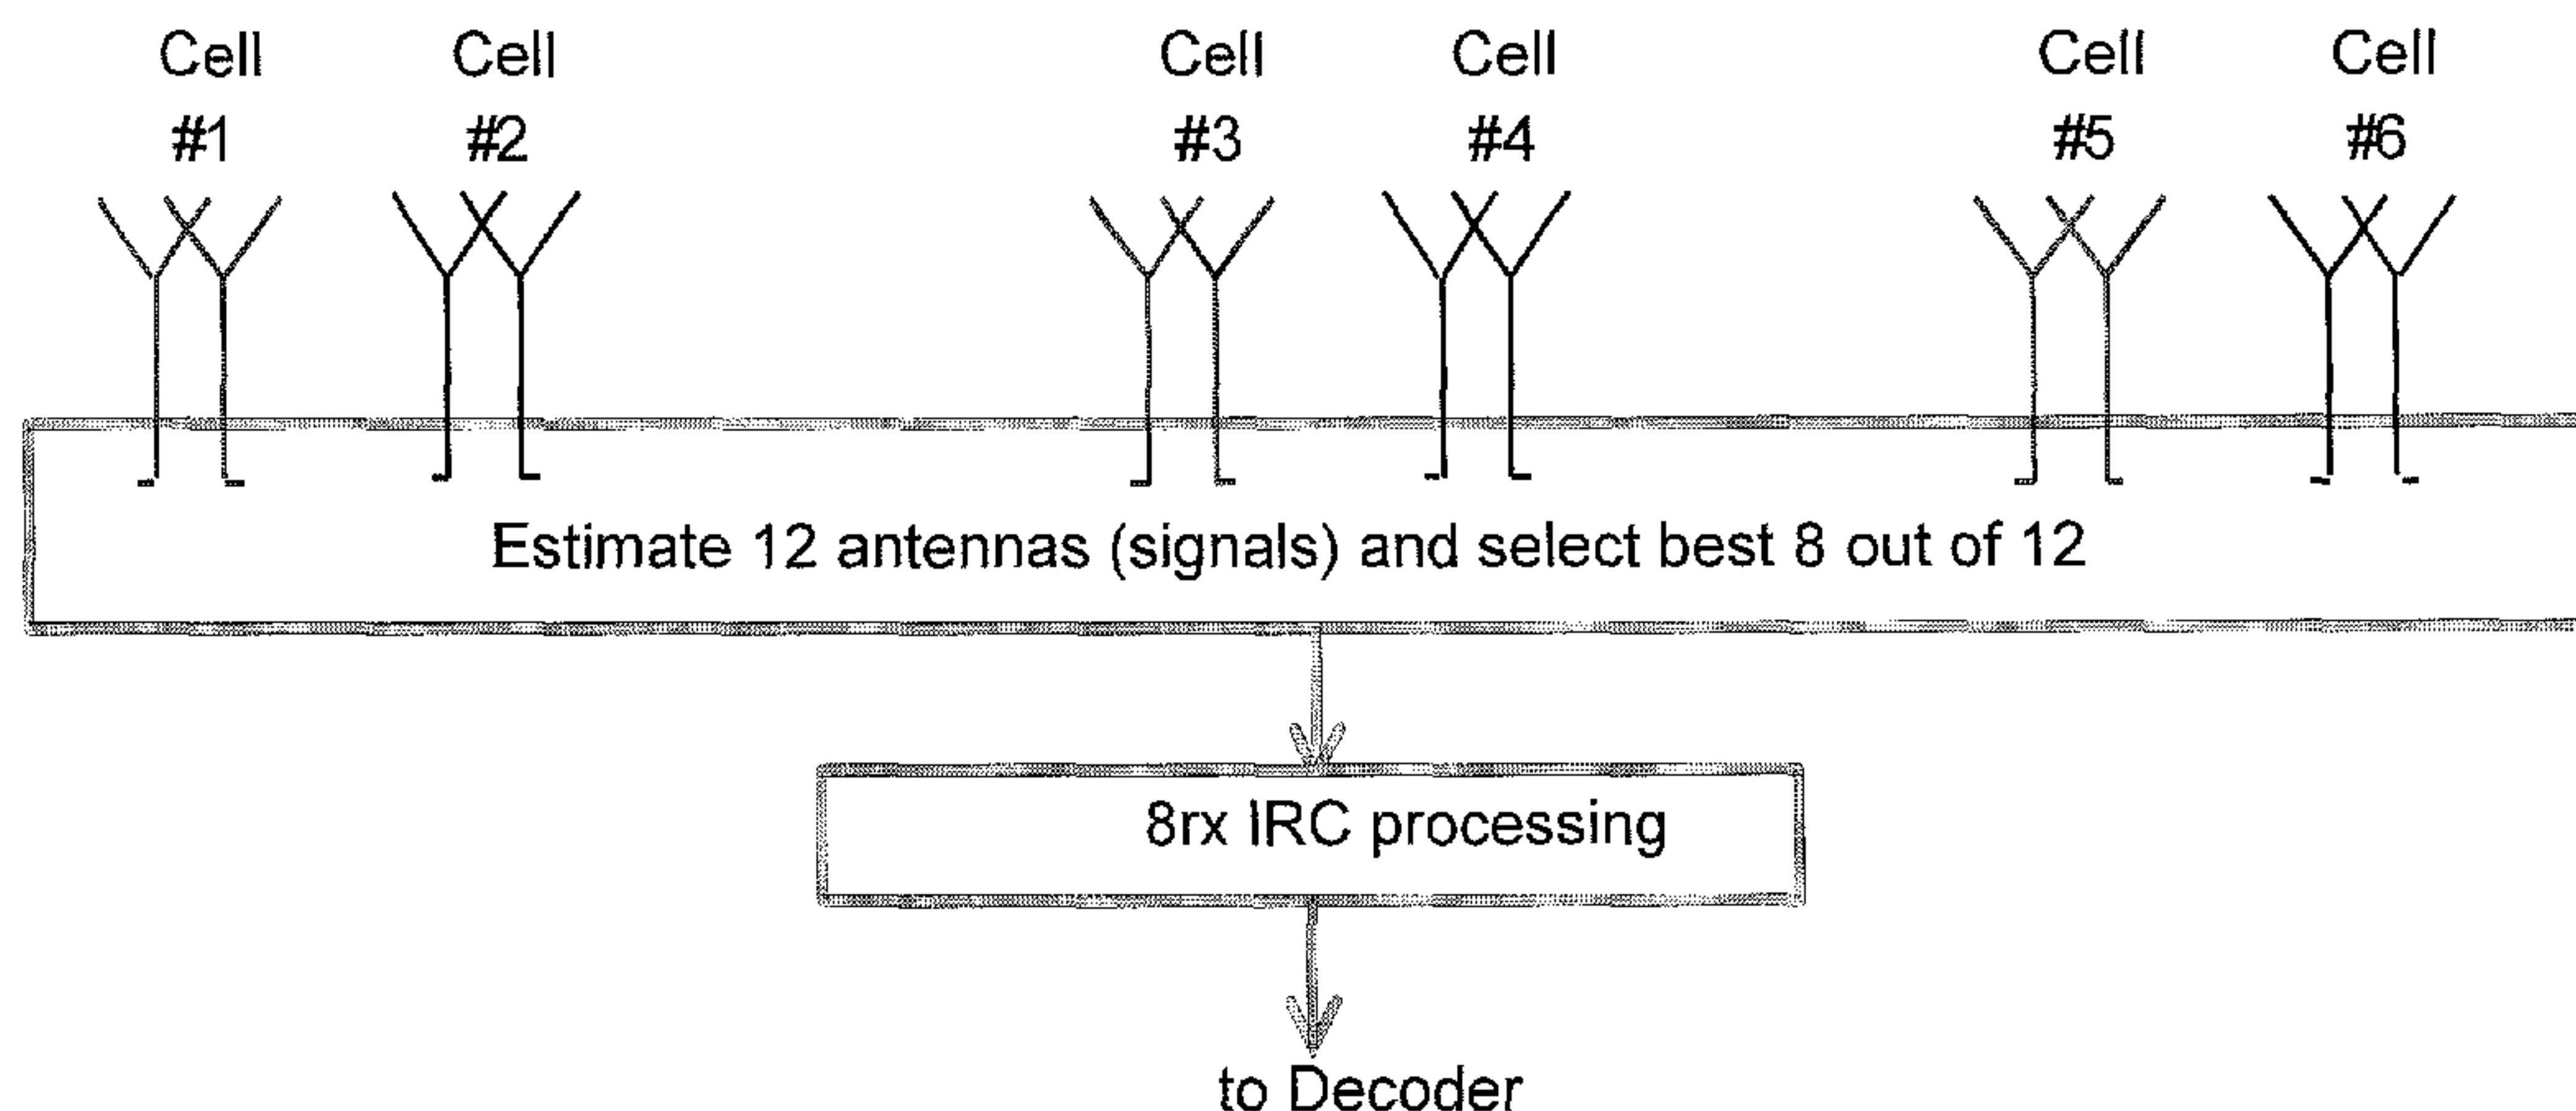 Cell Cell Cell Cell Cell Cell
#1 #2 #3 #4 #5 #6
Estimate 12 antennas (signals) and select best 8 out of 12
8rx IRC processing
to Decoder